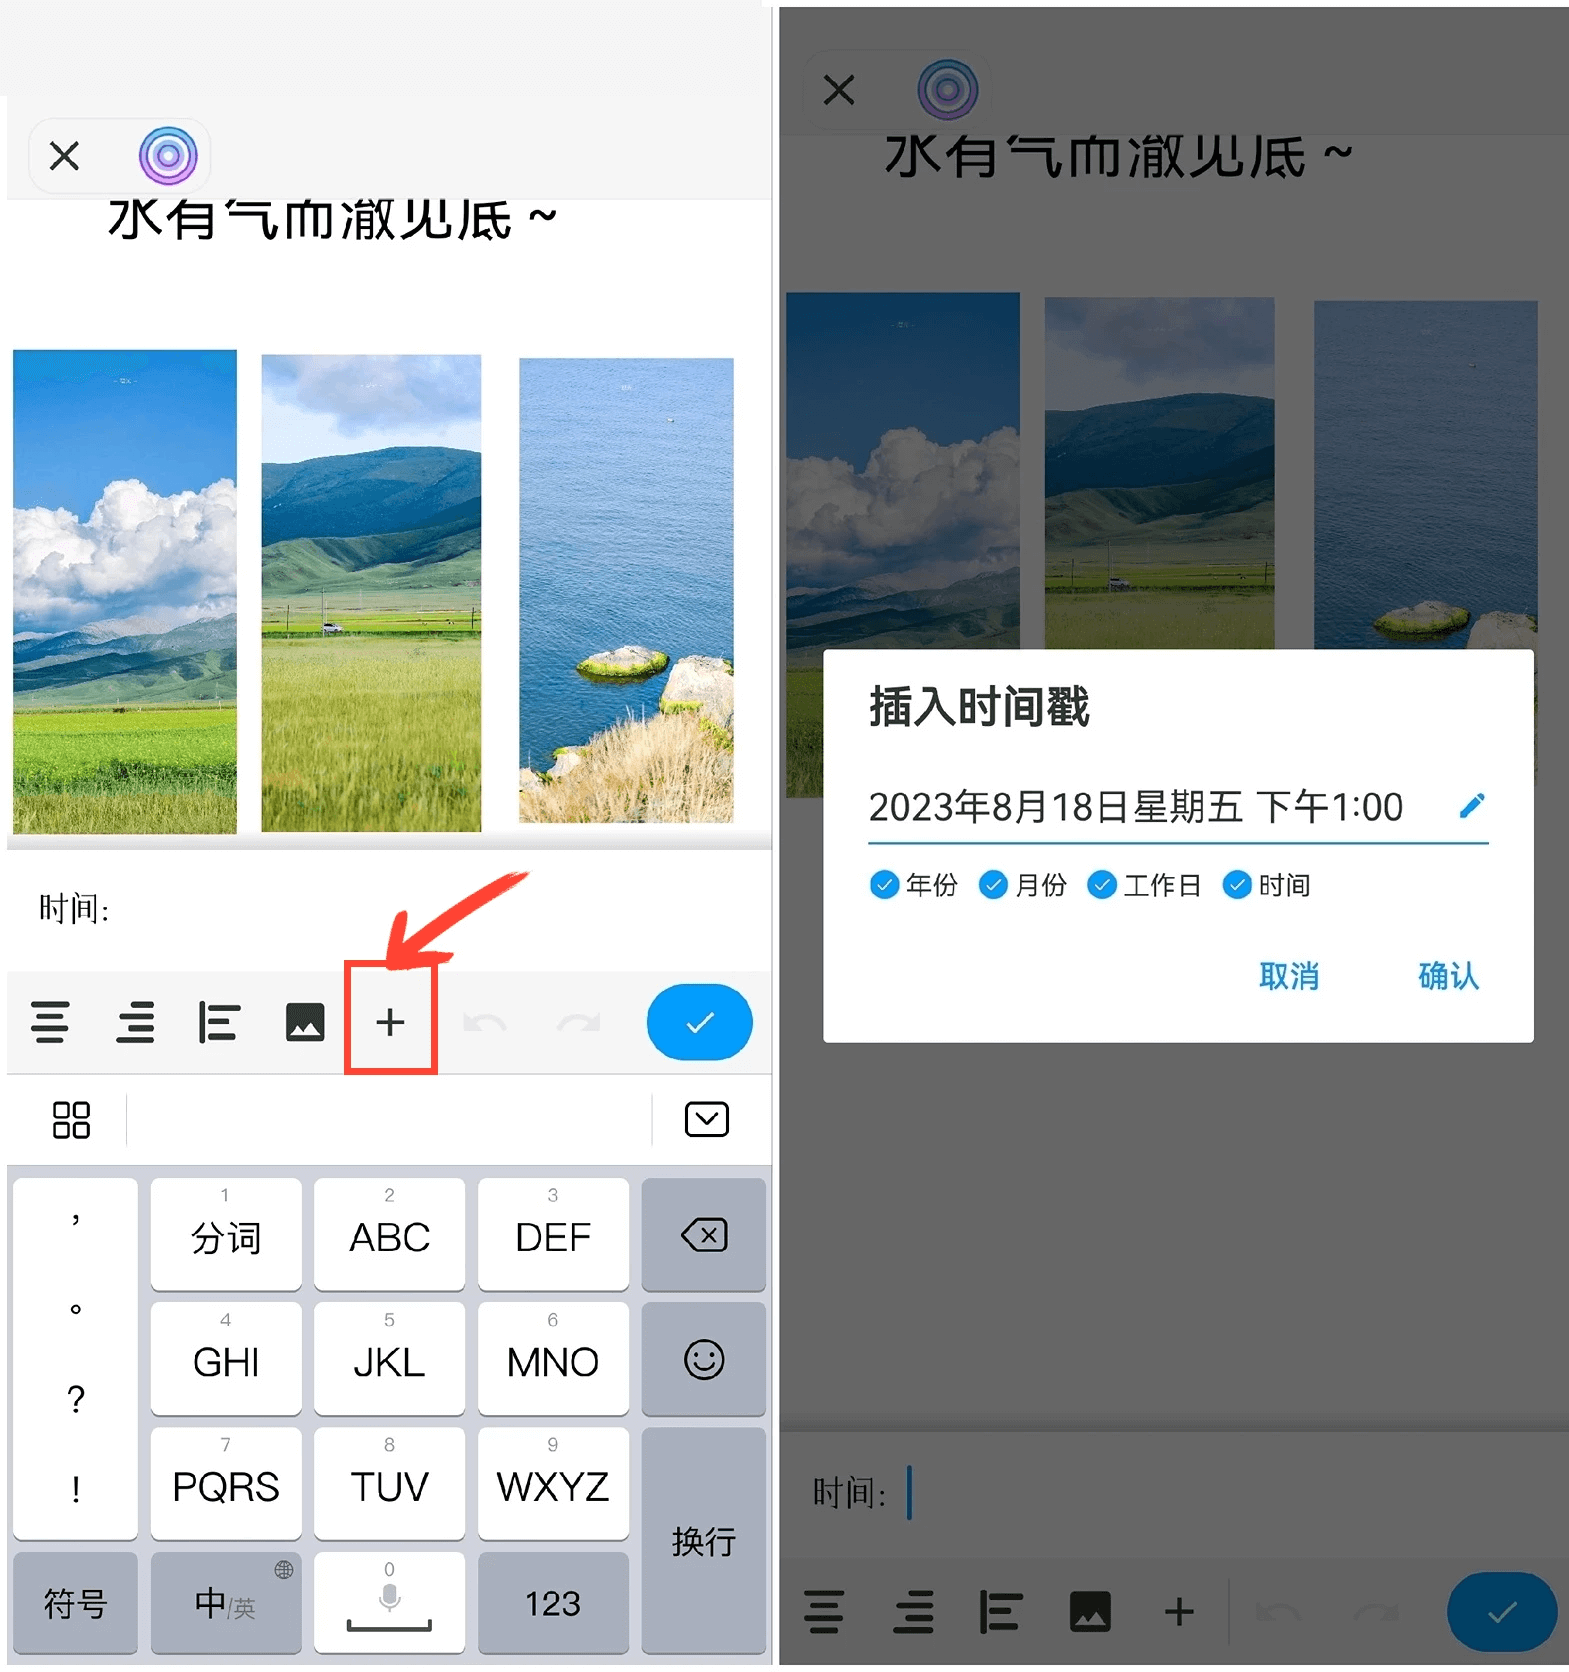 水有气而澈见底~
时间:
1
分词
2
ABC
3
DEF
,
。
?
!
4
GHI
5
JKL
6
MNO
7
PQRS
8
TUV
9
WXYZ
换行
符号
中/英
0
123
水有气而澈见底~
插入时间戳
2023年8月18日星期五 下午1:00
年份 月份 工作日 时间
取消 确认
时间: